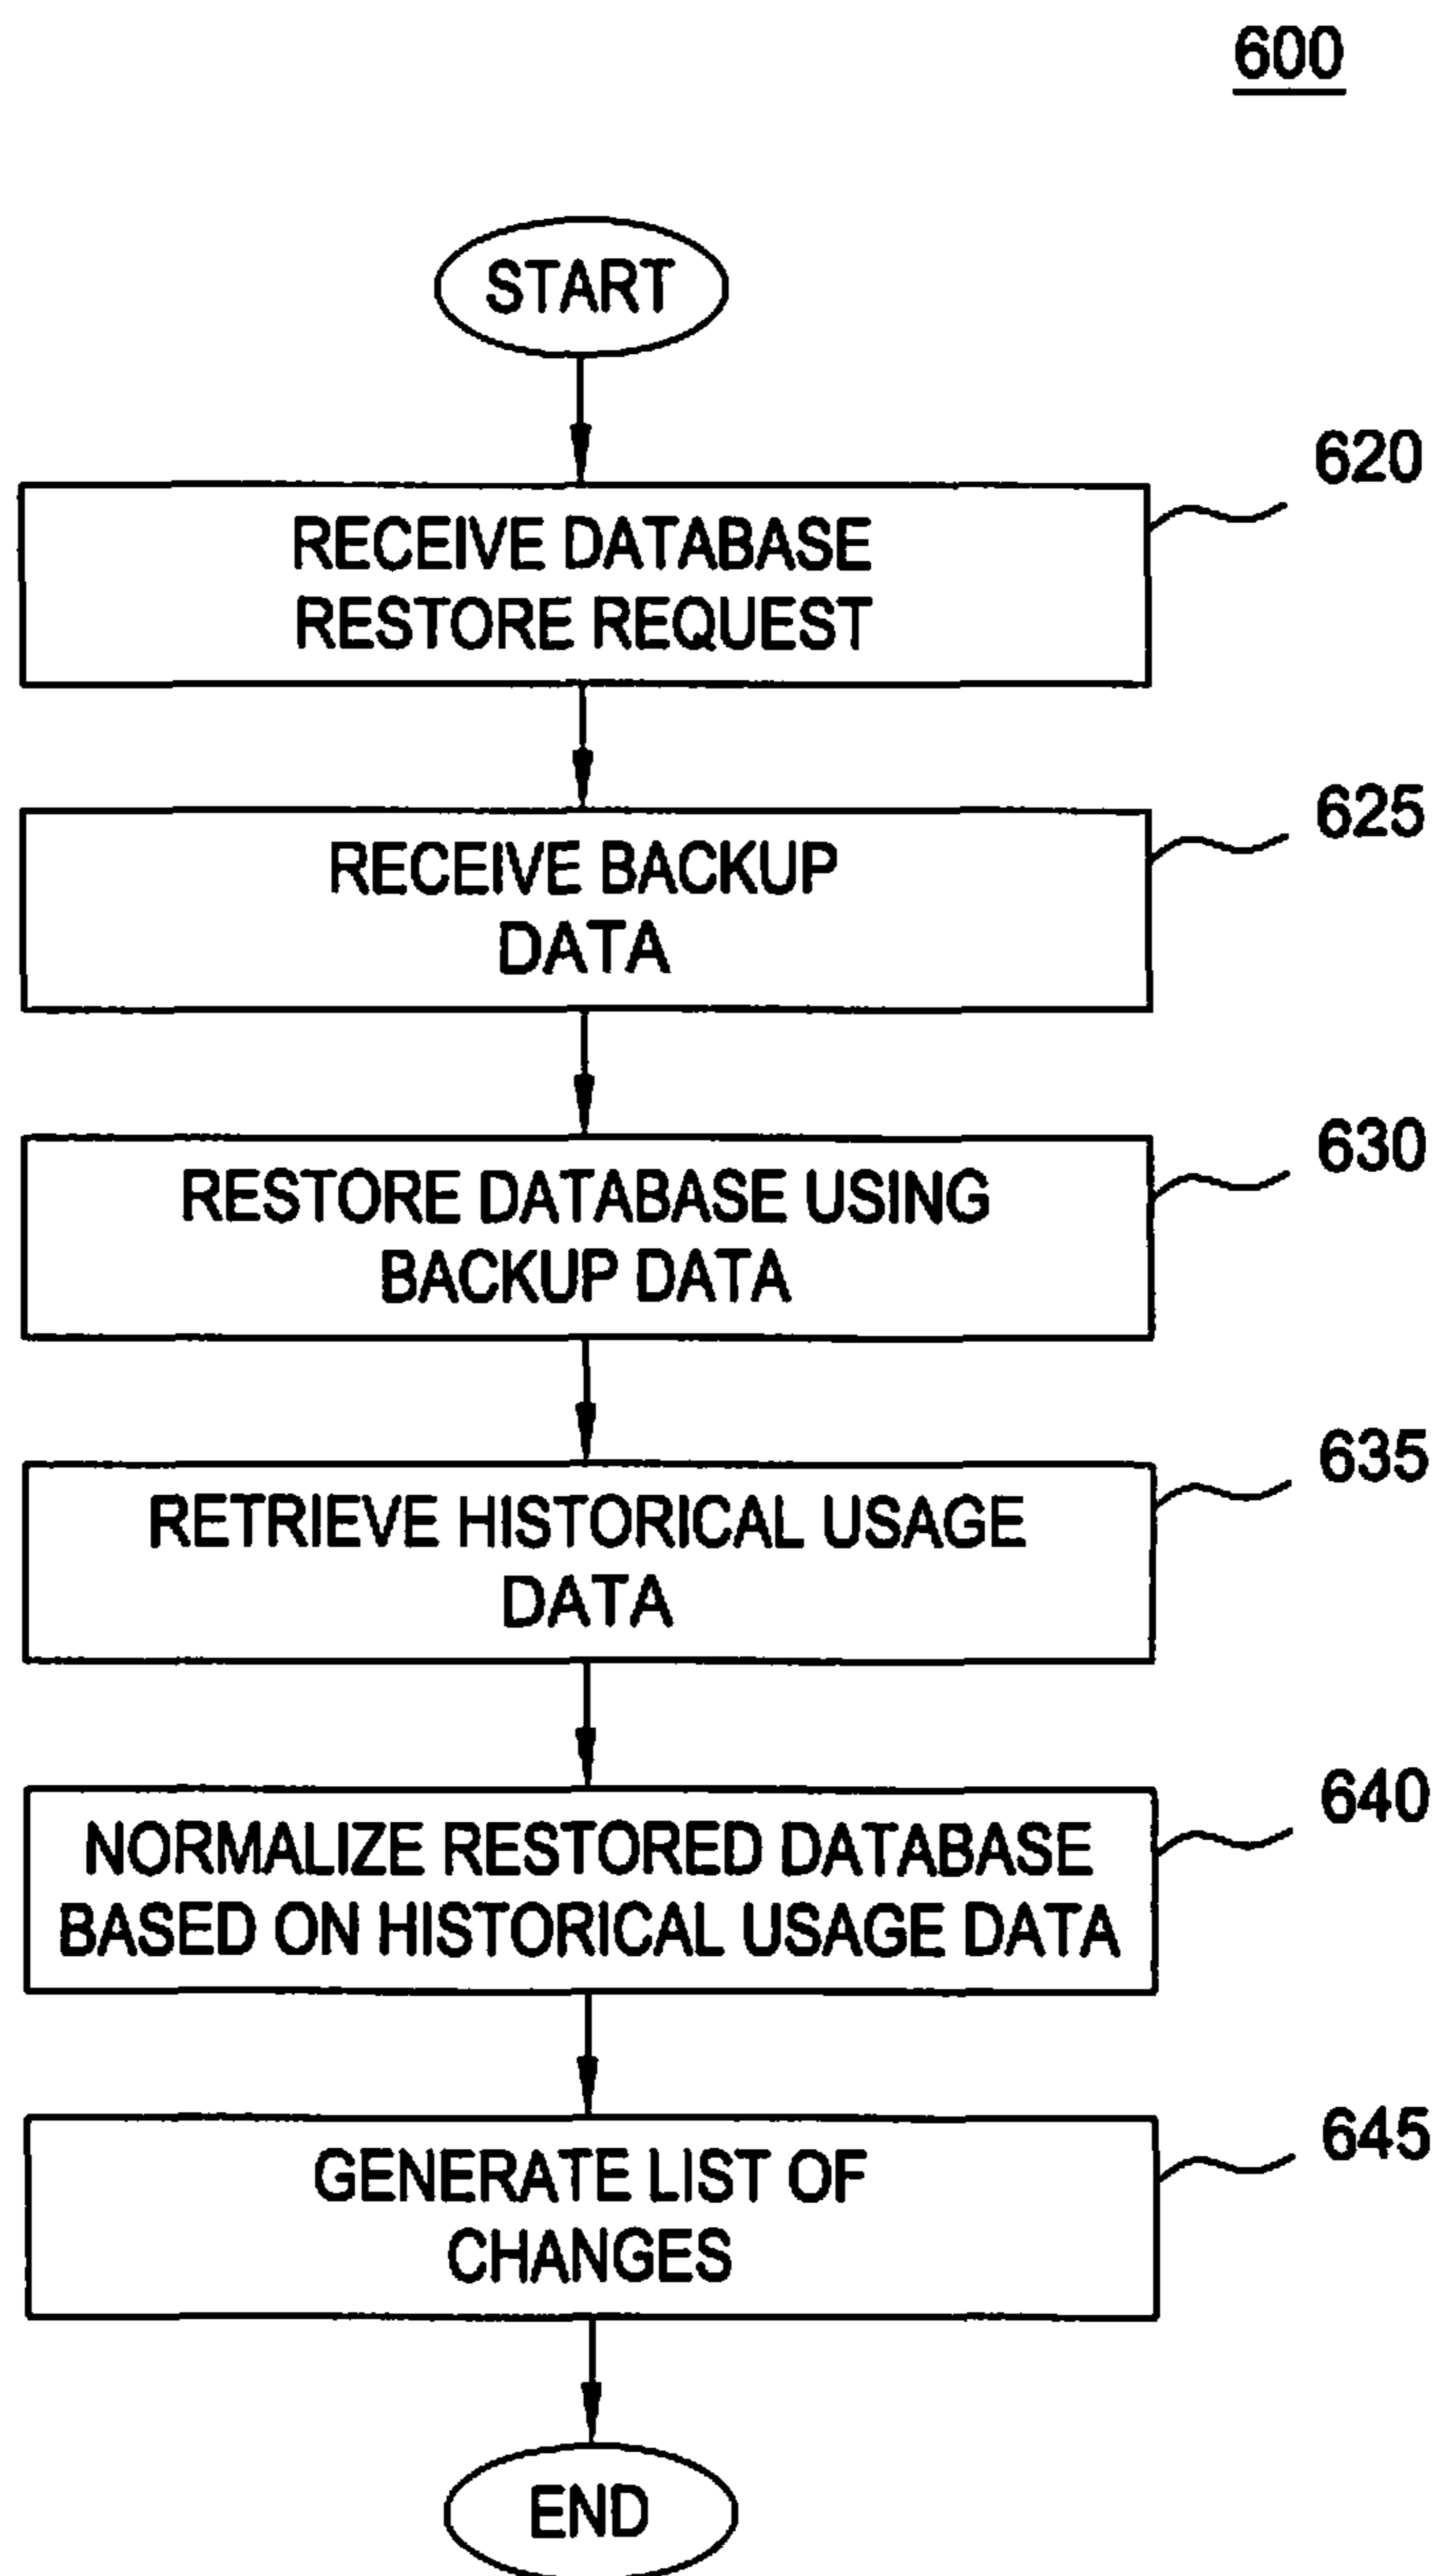 600
START
620
RECEIVE DATABASE
RESTORE REQUEST
625
RECEIVE BACKUP
DATA
630
RESTORE DATABASE USING
BACKUP DATA
635
RETRIEVE HISTORICAL USAGE
DATA
640
NORMALIZE RESTORED DATABASE
BASED ON HISTORICAL USAGE DATA
645
GENERATE LIST OF
CHANGES
END